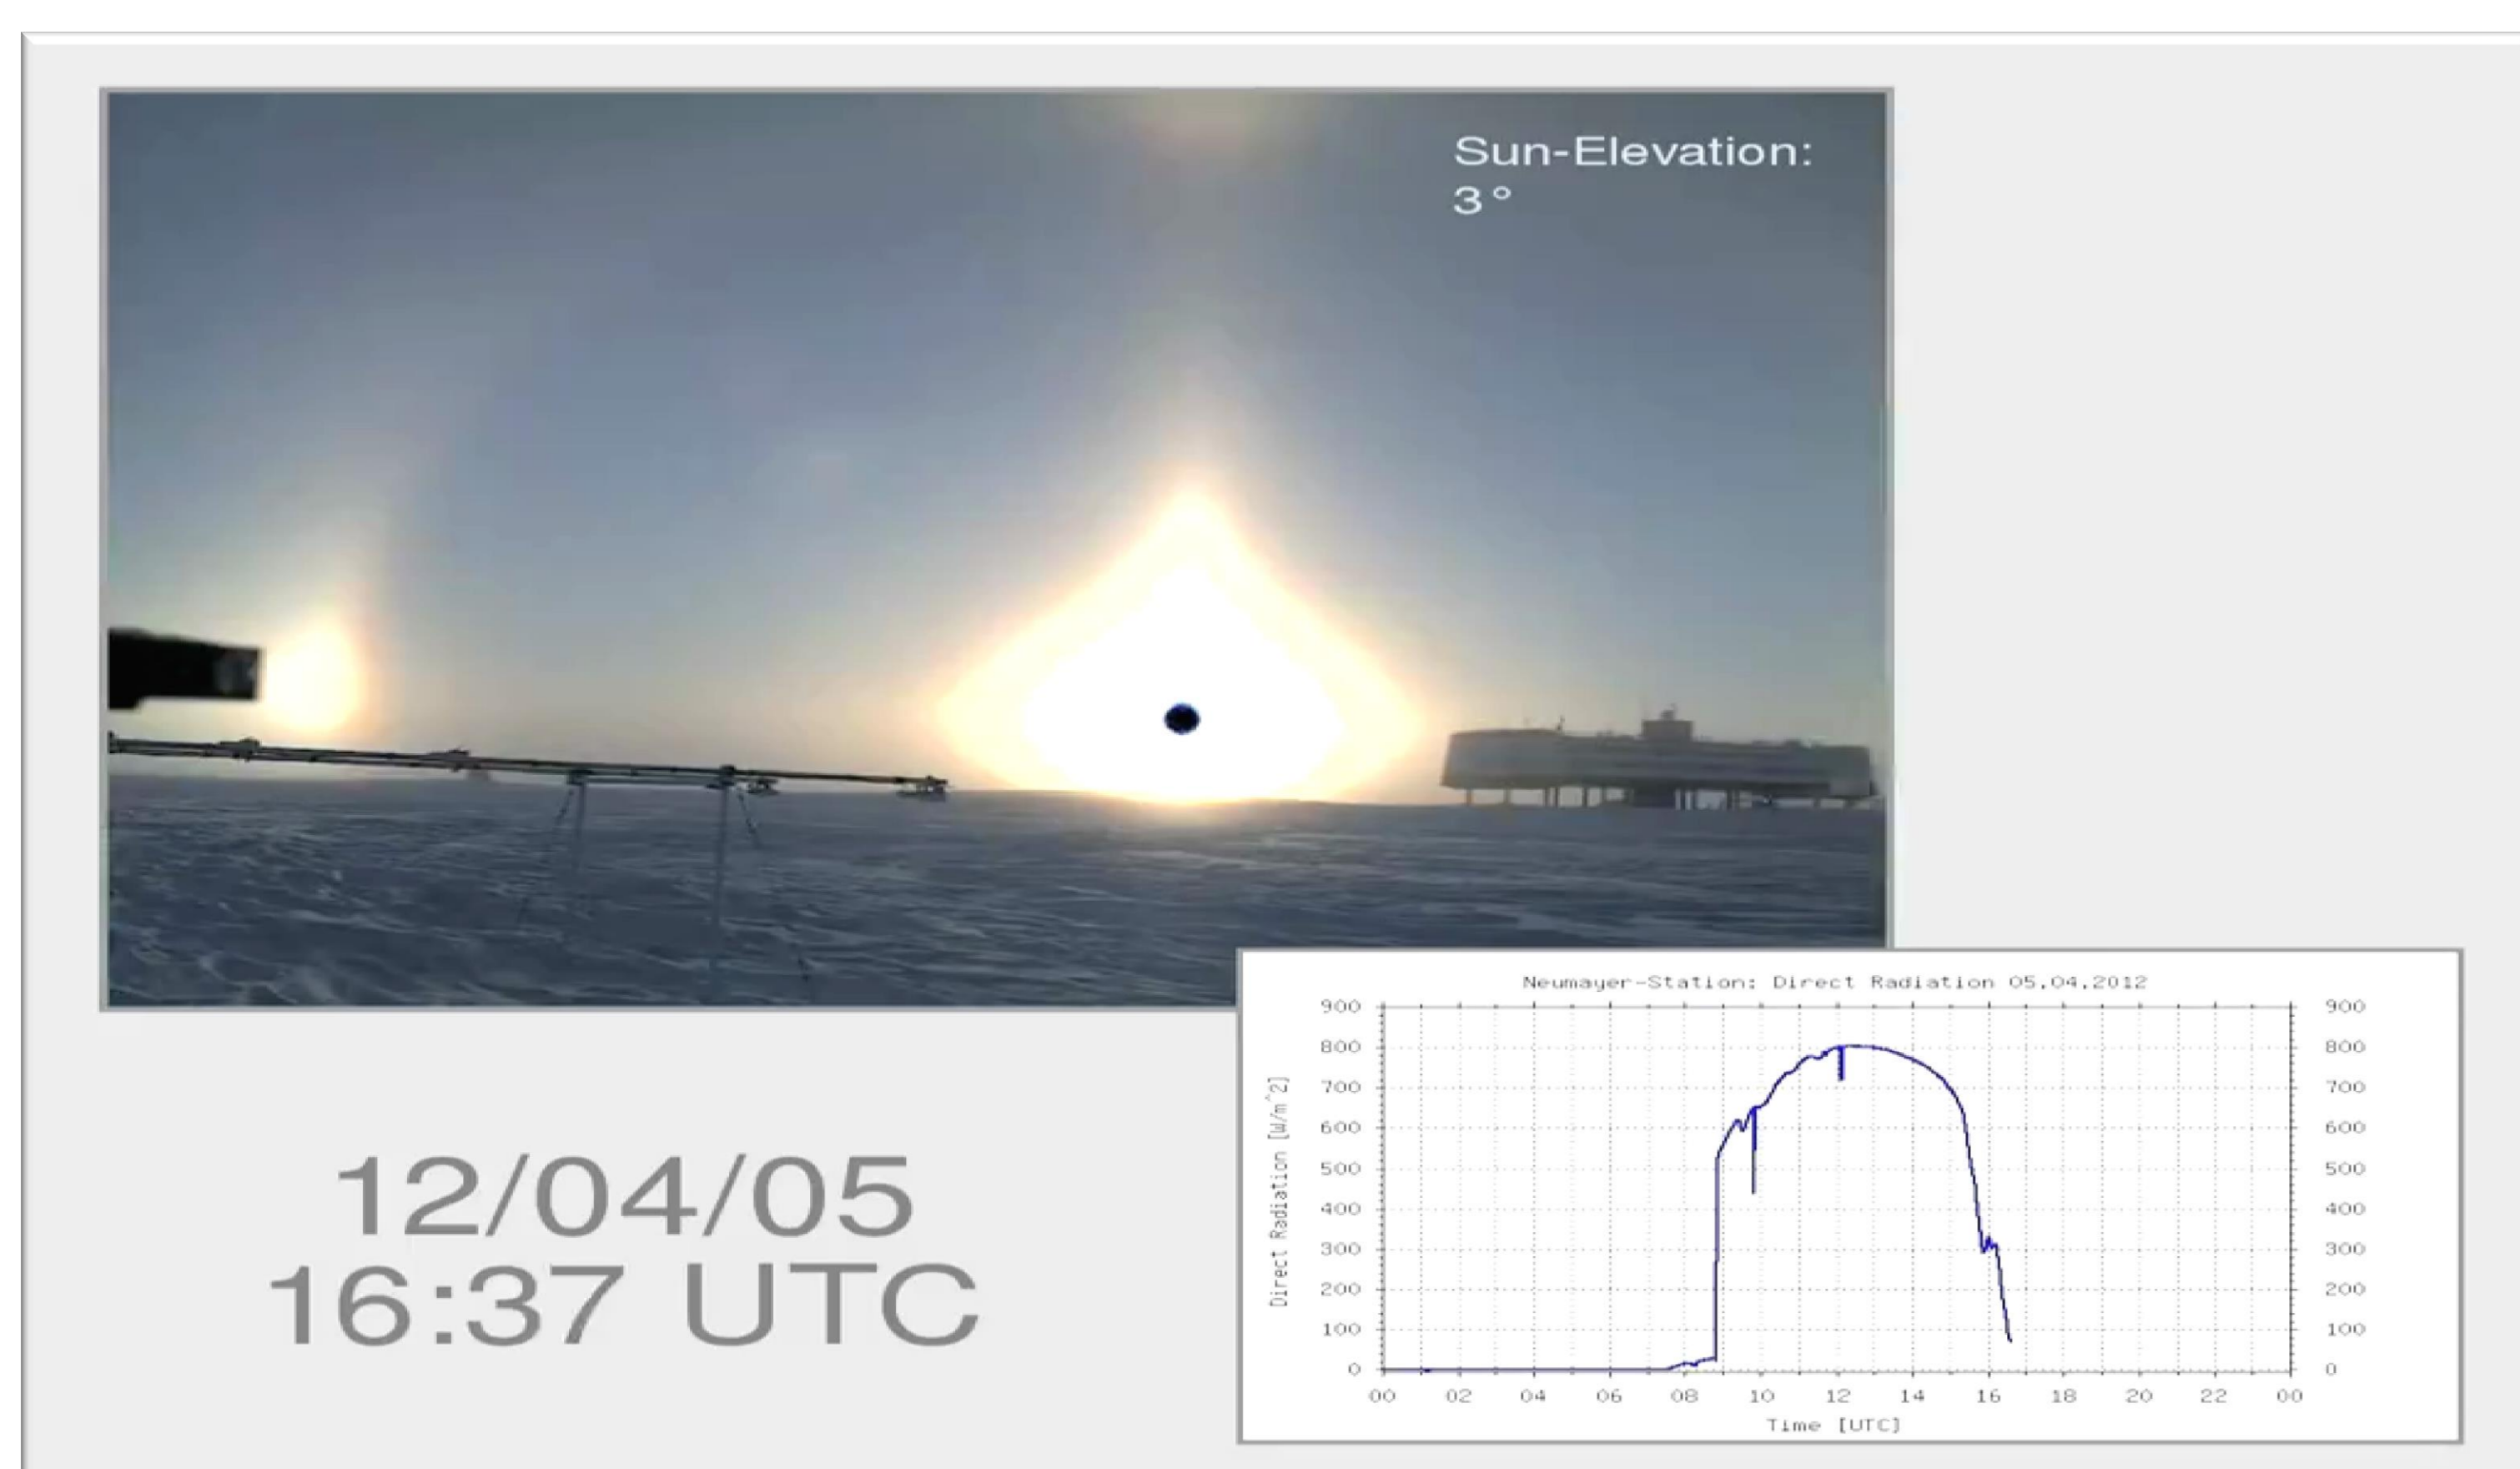 Sun-Elevation:
3°
12/04/05
16:37 UTC
Neumayer-Station: Direct Radiation 05.04.2012
Direct Radiation [W/m^2]
900 900
800 800
700 700
600 600
500 500
400 400
300 300
200 200
100 100
0 0
00 02 04 06 08 10 12 14 16 18 20 22 00
Time [UTC]